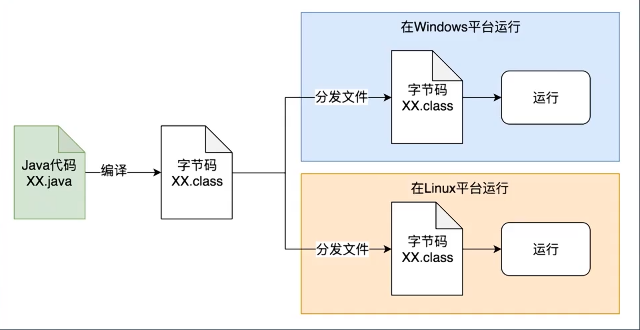 在Windows平台运行
分发文件
字节码
XX.class
运行
Java代码
XX.java
编译
字节码
XX.class
在Linux平台运行
分发文件
字节码
XX.class
运行